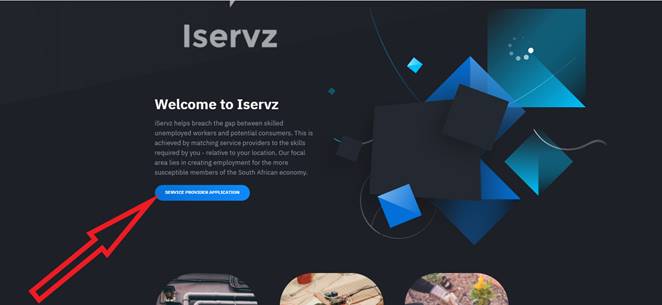 Iservz
Welcome to Iservz
iServz helps breach the gap between skilled
unemployed workers and potential consumers. This is
achieved by matching service providers to the skills
required by you - relative to your location. Our focal
area lies in creating employment for the more
susceptible members of the South African economy.
SERVICE PROVIDER APPLICATION